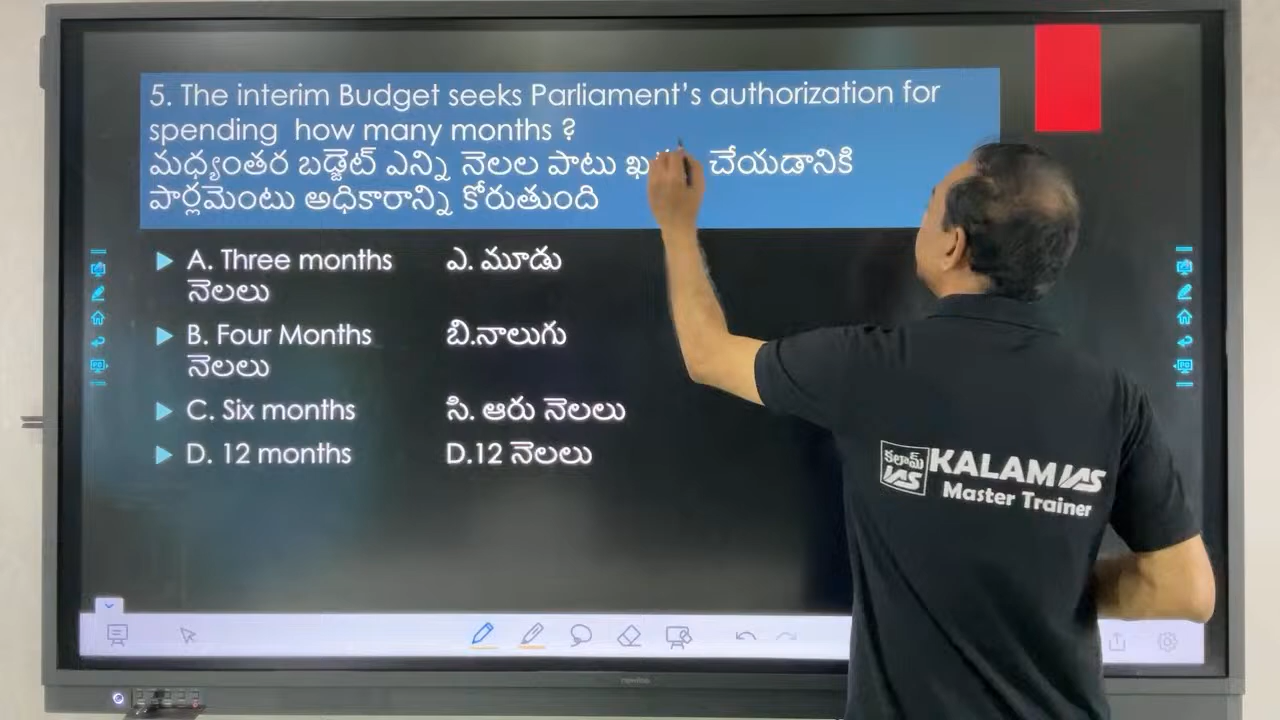 5. The interim Budget seeks Parliament's authorization for
spending how many months ?
మధ్యంతర బడ్జెట్ ఎన్ని నెలల పాటు చేయడానికి
పార్లమెంటు అధికారాన్ని కోరుతుంది
A. Three months ఎ. మూడు
నెలలు
B. Four Months బి.నాలుగు
నెలలు
C. Six months సి. ఆరు నెలలు
D. 12 months D.12 నెలలు
కలామ్ IAS KALAM IAS
Master Trainer